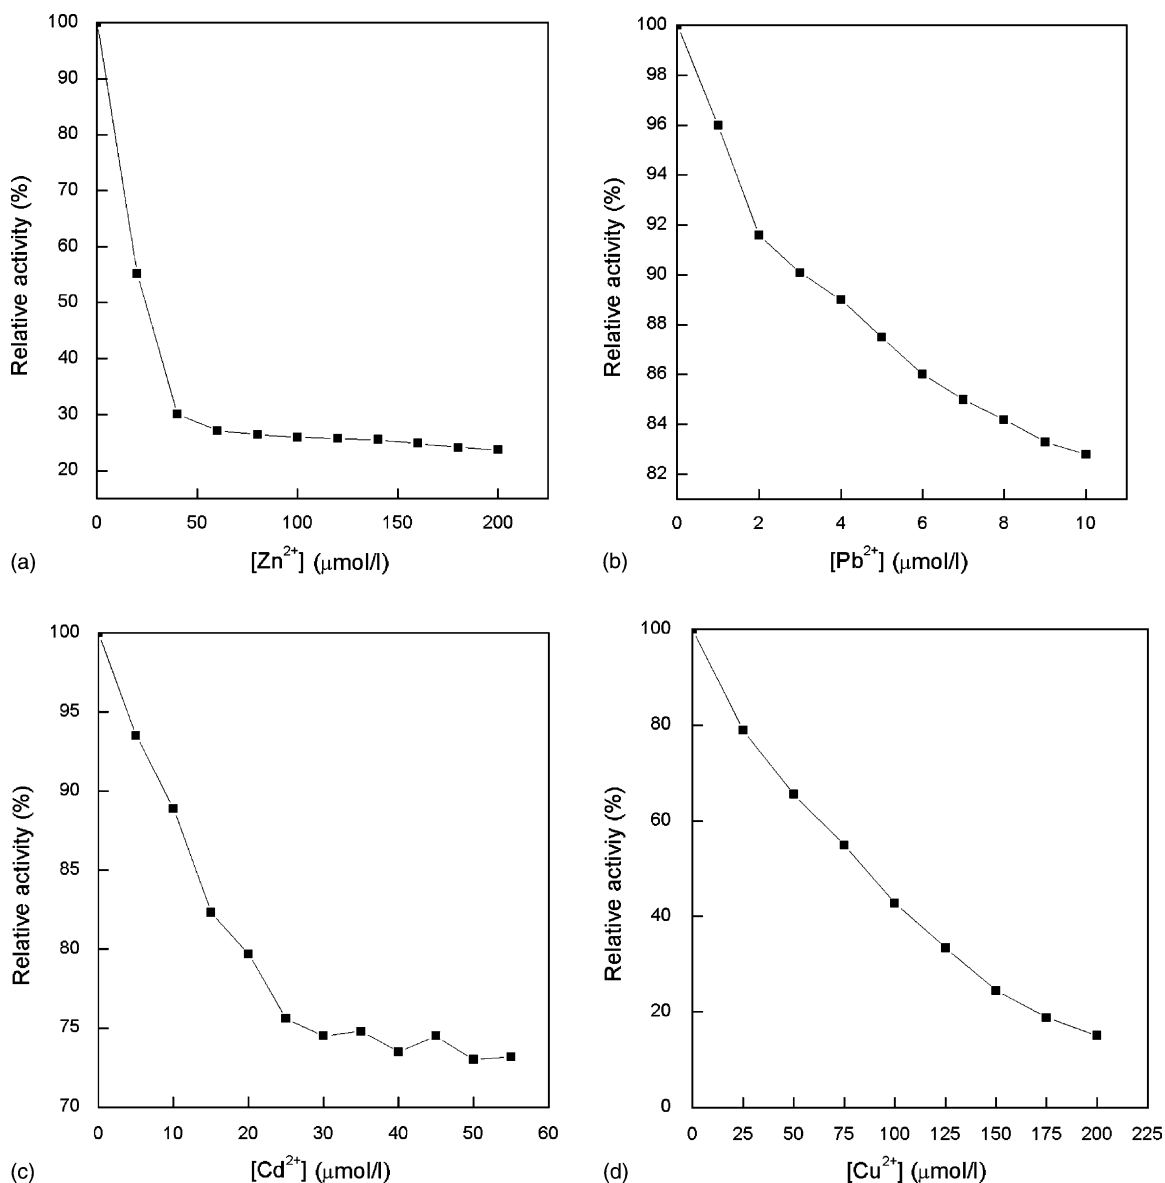 100
90
80
70
60
50
40
30
20
Relative activity (%)
0 50 100 150 200
(a) [Zn²⁺] (μmol/l)
100
98
96
94
92
90
88
86
84
82
Relative activity (%)
0 2 4 6 8 10
(b) [Pb²⁺] (μmol/l)
100
95
90
85
80
75
70
Relative activity (%)
0 10 20 30 40 50 60
(c) [Cd²⁺] (μmol/l)
100
80
60
40
20
0
Relative activiy (%)
0 25 50 75 100 125 150 175 200 225
(d) [Cu²⁺] (μmol/l)